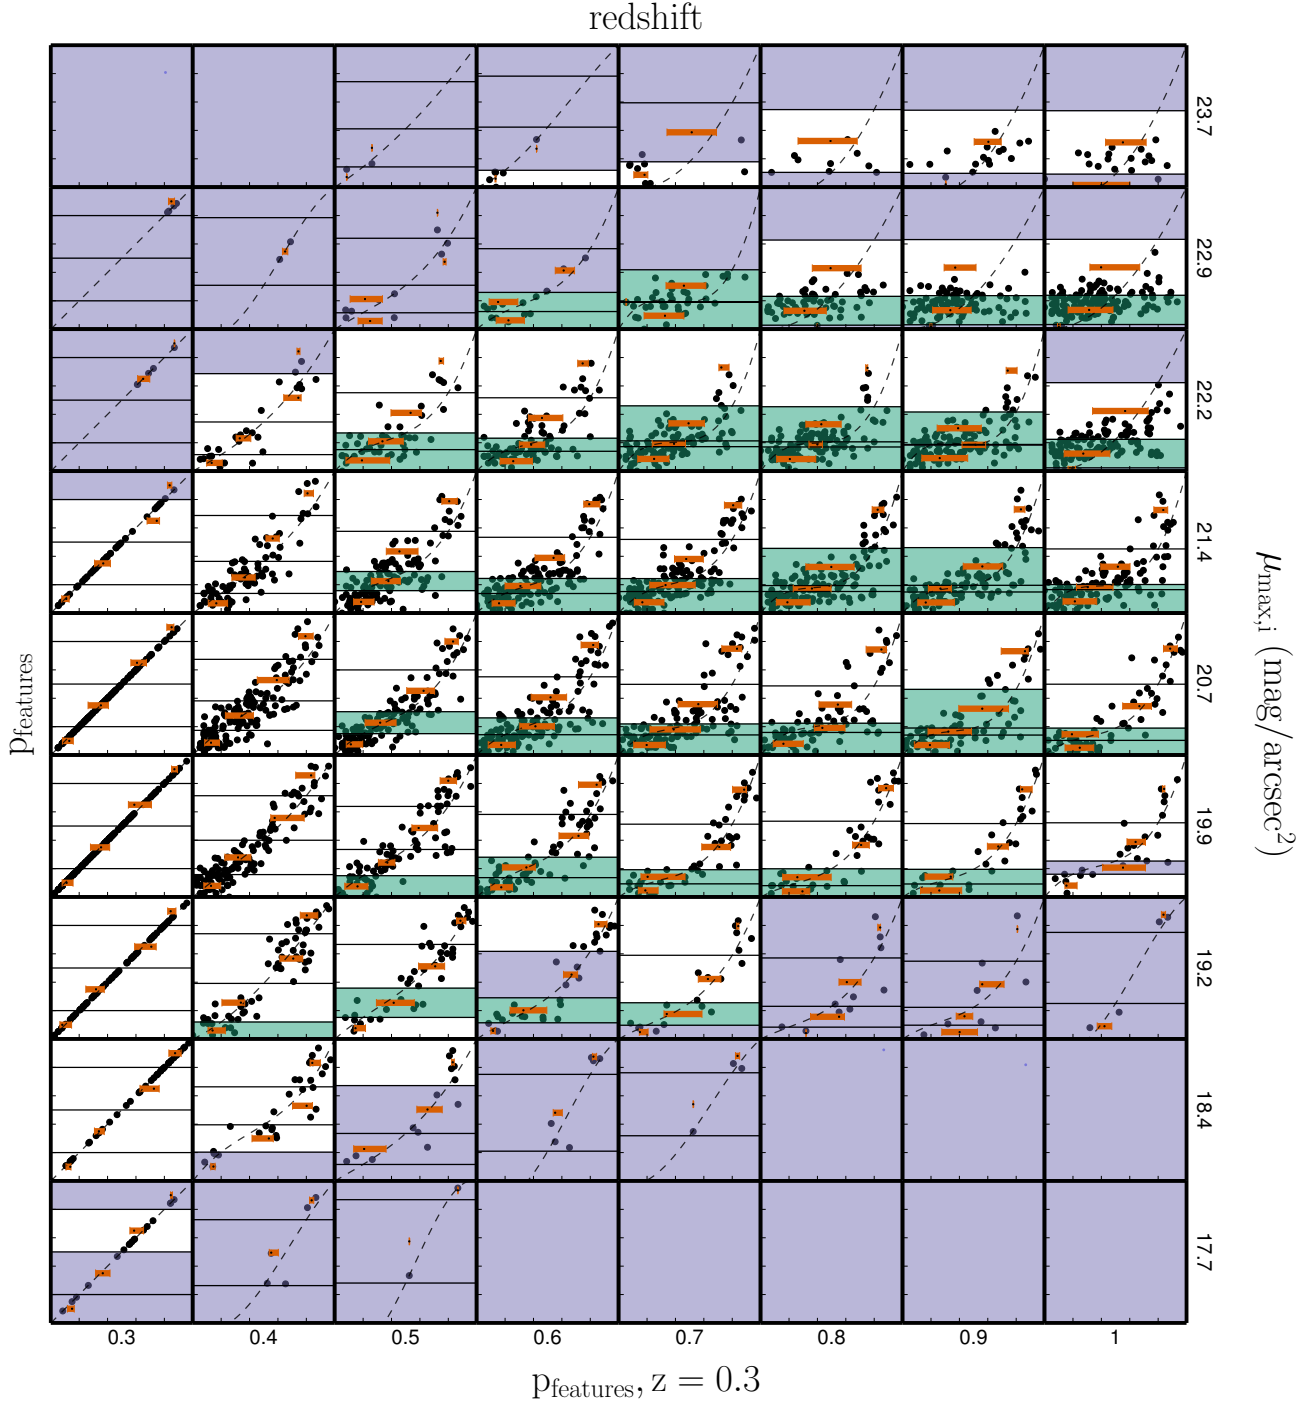 redshift
23.7
22.9
22.2
21.4
20.7
19.9
19.2
18.4
17.7
μmax,i (mag/arcsec²)
pfeatures
0.3 0.4 0.5 0.6 0.7 0.8 0.9 1
pfeatures, z = 0.3